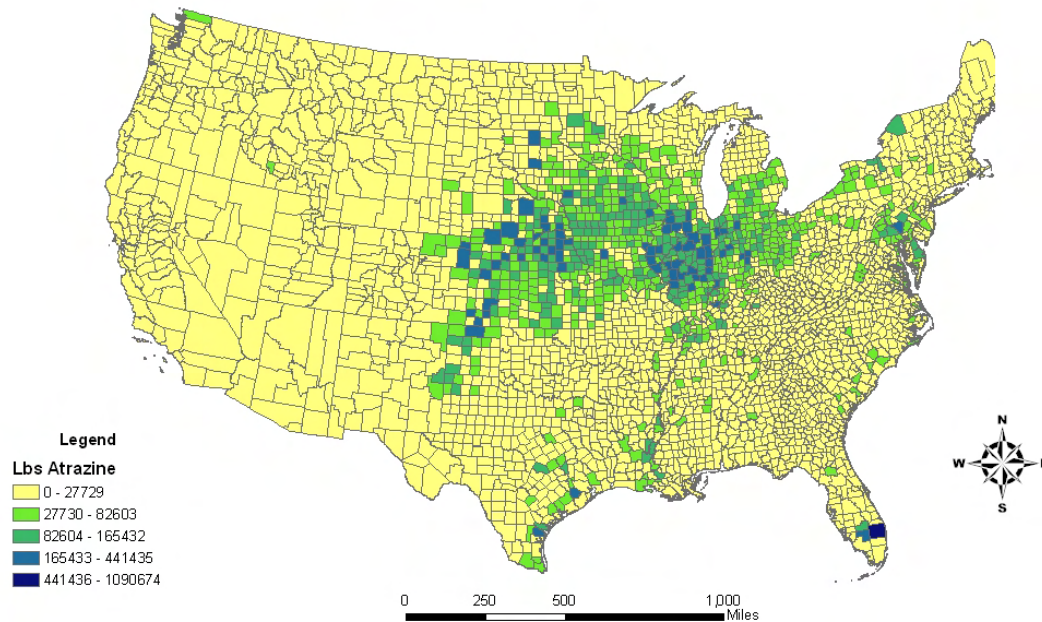 N
W
S
Legend
Lbs Atrazine
0 - 27729
27730 - 82603
82604 - 165432
165433 - 441435
441436 - 1090674
0 250 500 1,000
Miles